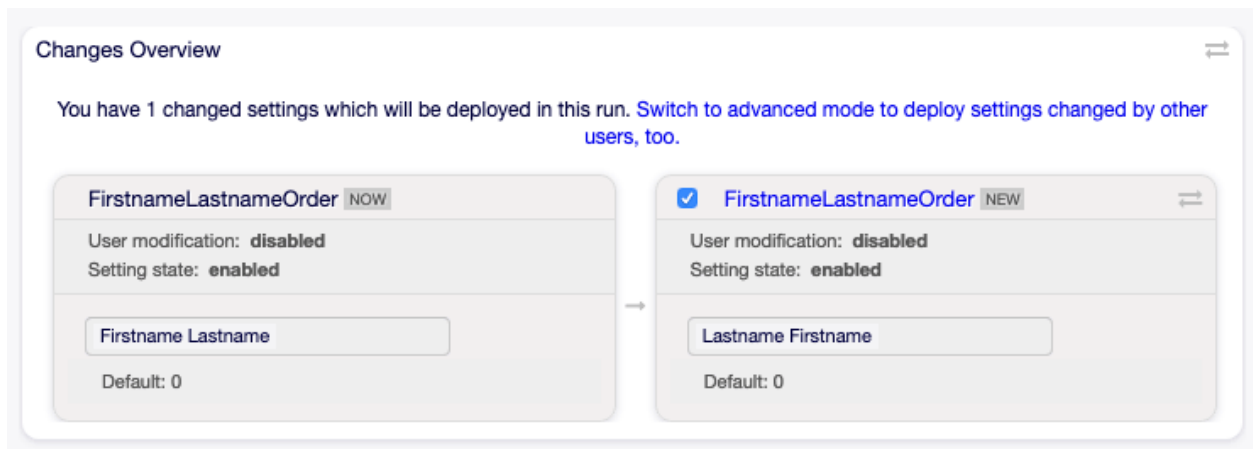 Changes Overview
You have 1 changed settings which will be deployed in this run. Switch to advanced mode to deploy settings changed by other
users, too.
FirstnameLastnameOrder NOW
User modification: disabled
Setting state: enabled
Firstname Lastname
Default: 0
FirstnameLastnameOrder NEW
User modification: disabled
Setting state: enabled
Lastname Firstname
Default: 0